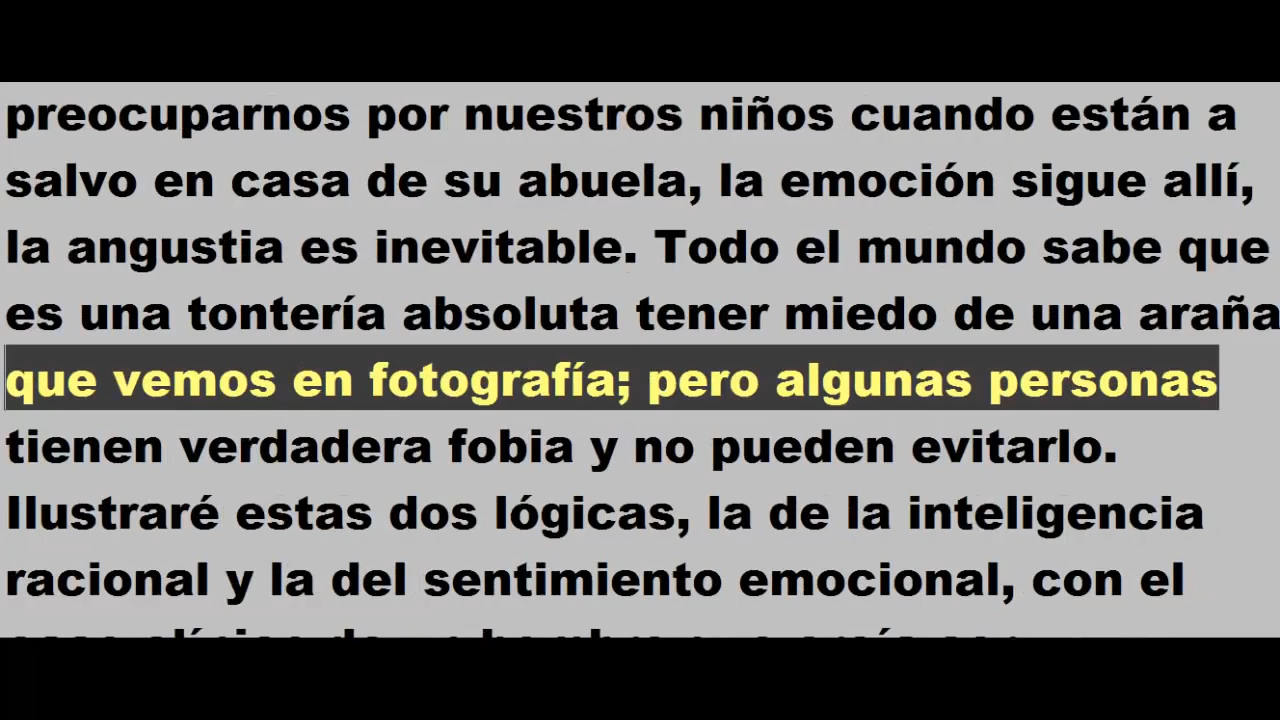 preocuparnos por nuestros niños cuando están a
salvo en casa de su abuela, la emoción sigue allí,
la angustia es inevitable. Todo el mundo sabe que
es una tontería absoluta tener miedo de una araña
que vemos en fotografía; pero algunas personas
tienen verdadera fobia y no pueden evitarlo.
Ilustraré estas dos lógicas, la de la inteligencia
racional y la del sentimiento emocional, con el